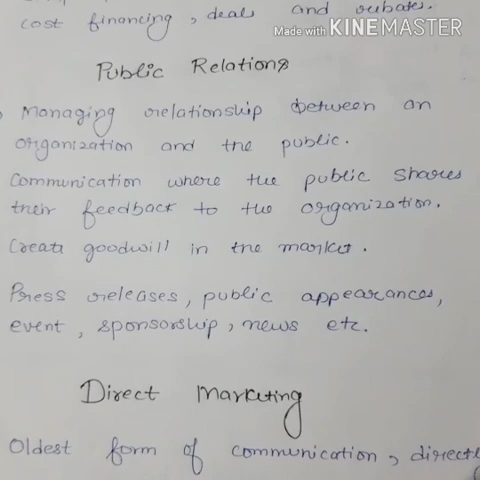 cost financing, deals and rebates.
Made with KINEMASTER
Public Relations
Managing relationship between an
organization and the public.
Communication where the public shares
their feedback to the organization.
Create goodwill in the market.
Press releases, public appearances,
event, sponsorship, news etc.
Direct Marketing
Oldest form of communication, directl